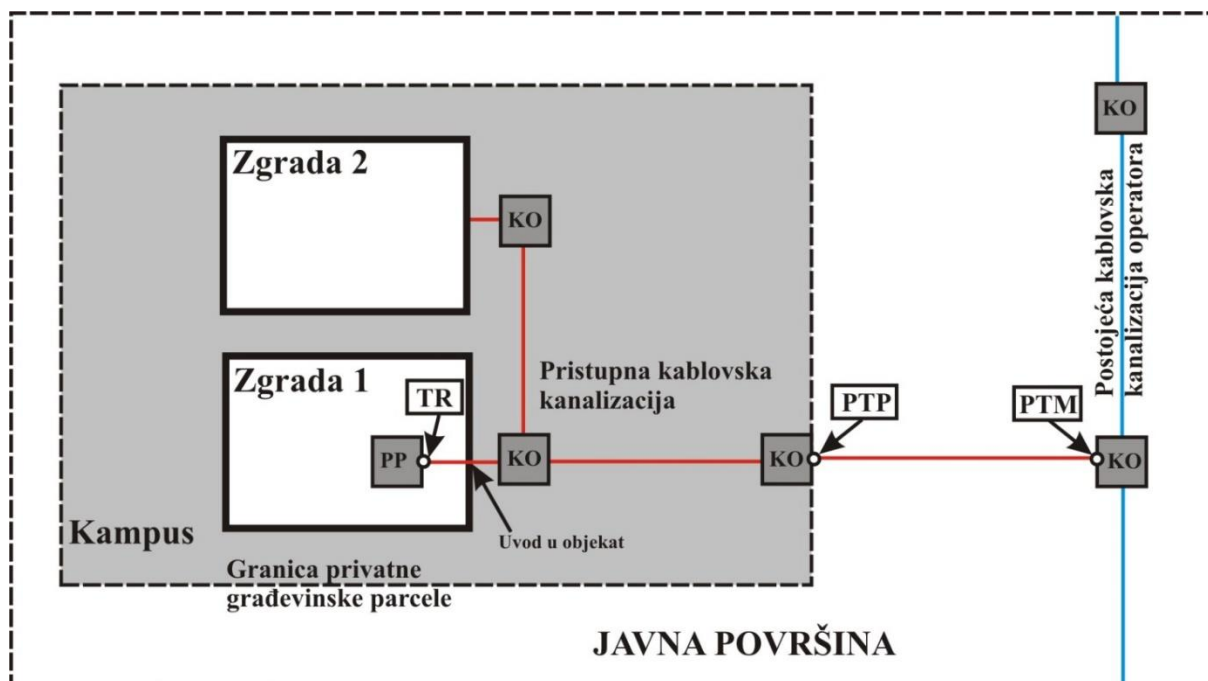 KO
Zgrada 2
KO
Postojeća kablovska
kanalizacija operatora
Zgrada 1
TR
Pristupna kablovska
kanalizacija
PTP
PTM
PP
KO
KO
KO
Kampus
Uvod u objekat
Granica privatne
građevinske parcele
JAVNA POVRŠINA